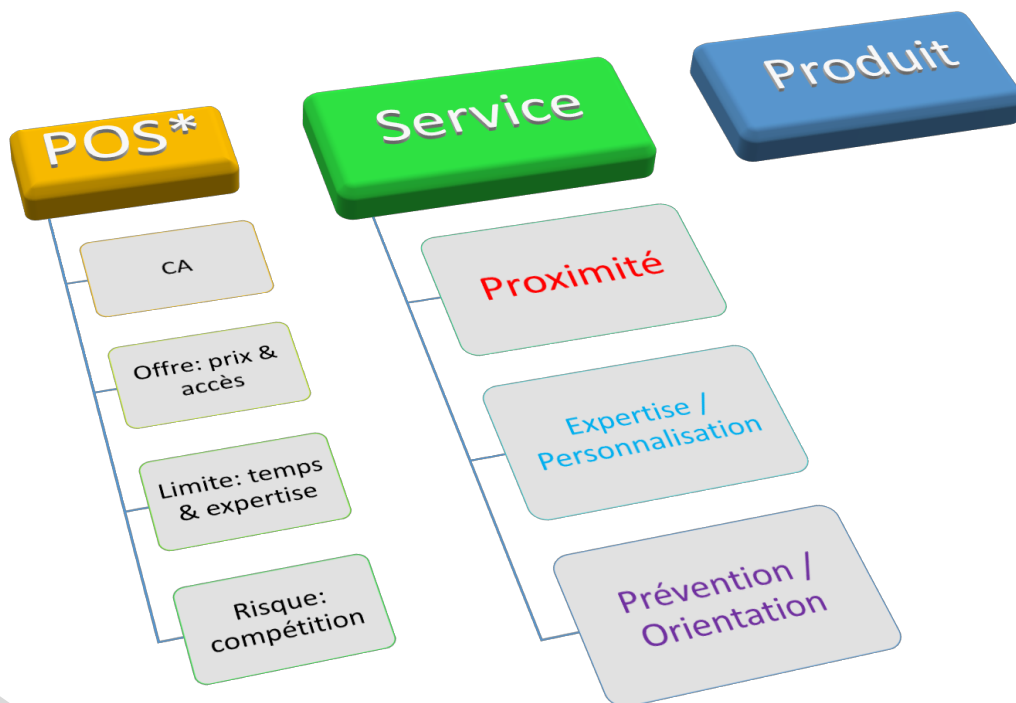 POS*
CA
Offre: prix &
accès
Limite: temps
& expertise
Risque:
compétition
Service
Proximité
Expertise /
Personnalisation
Prévention /
Orientation
Produit